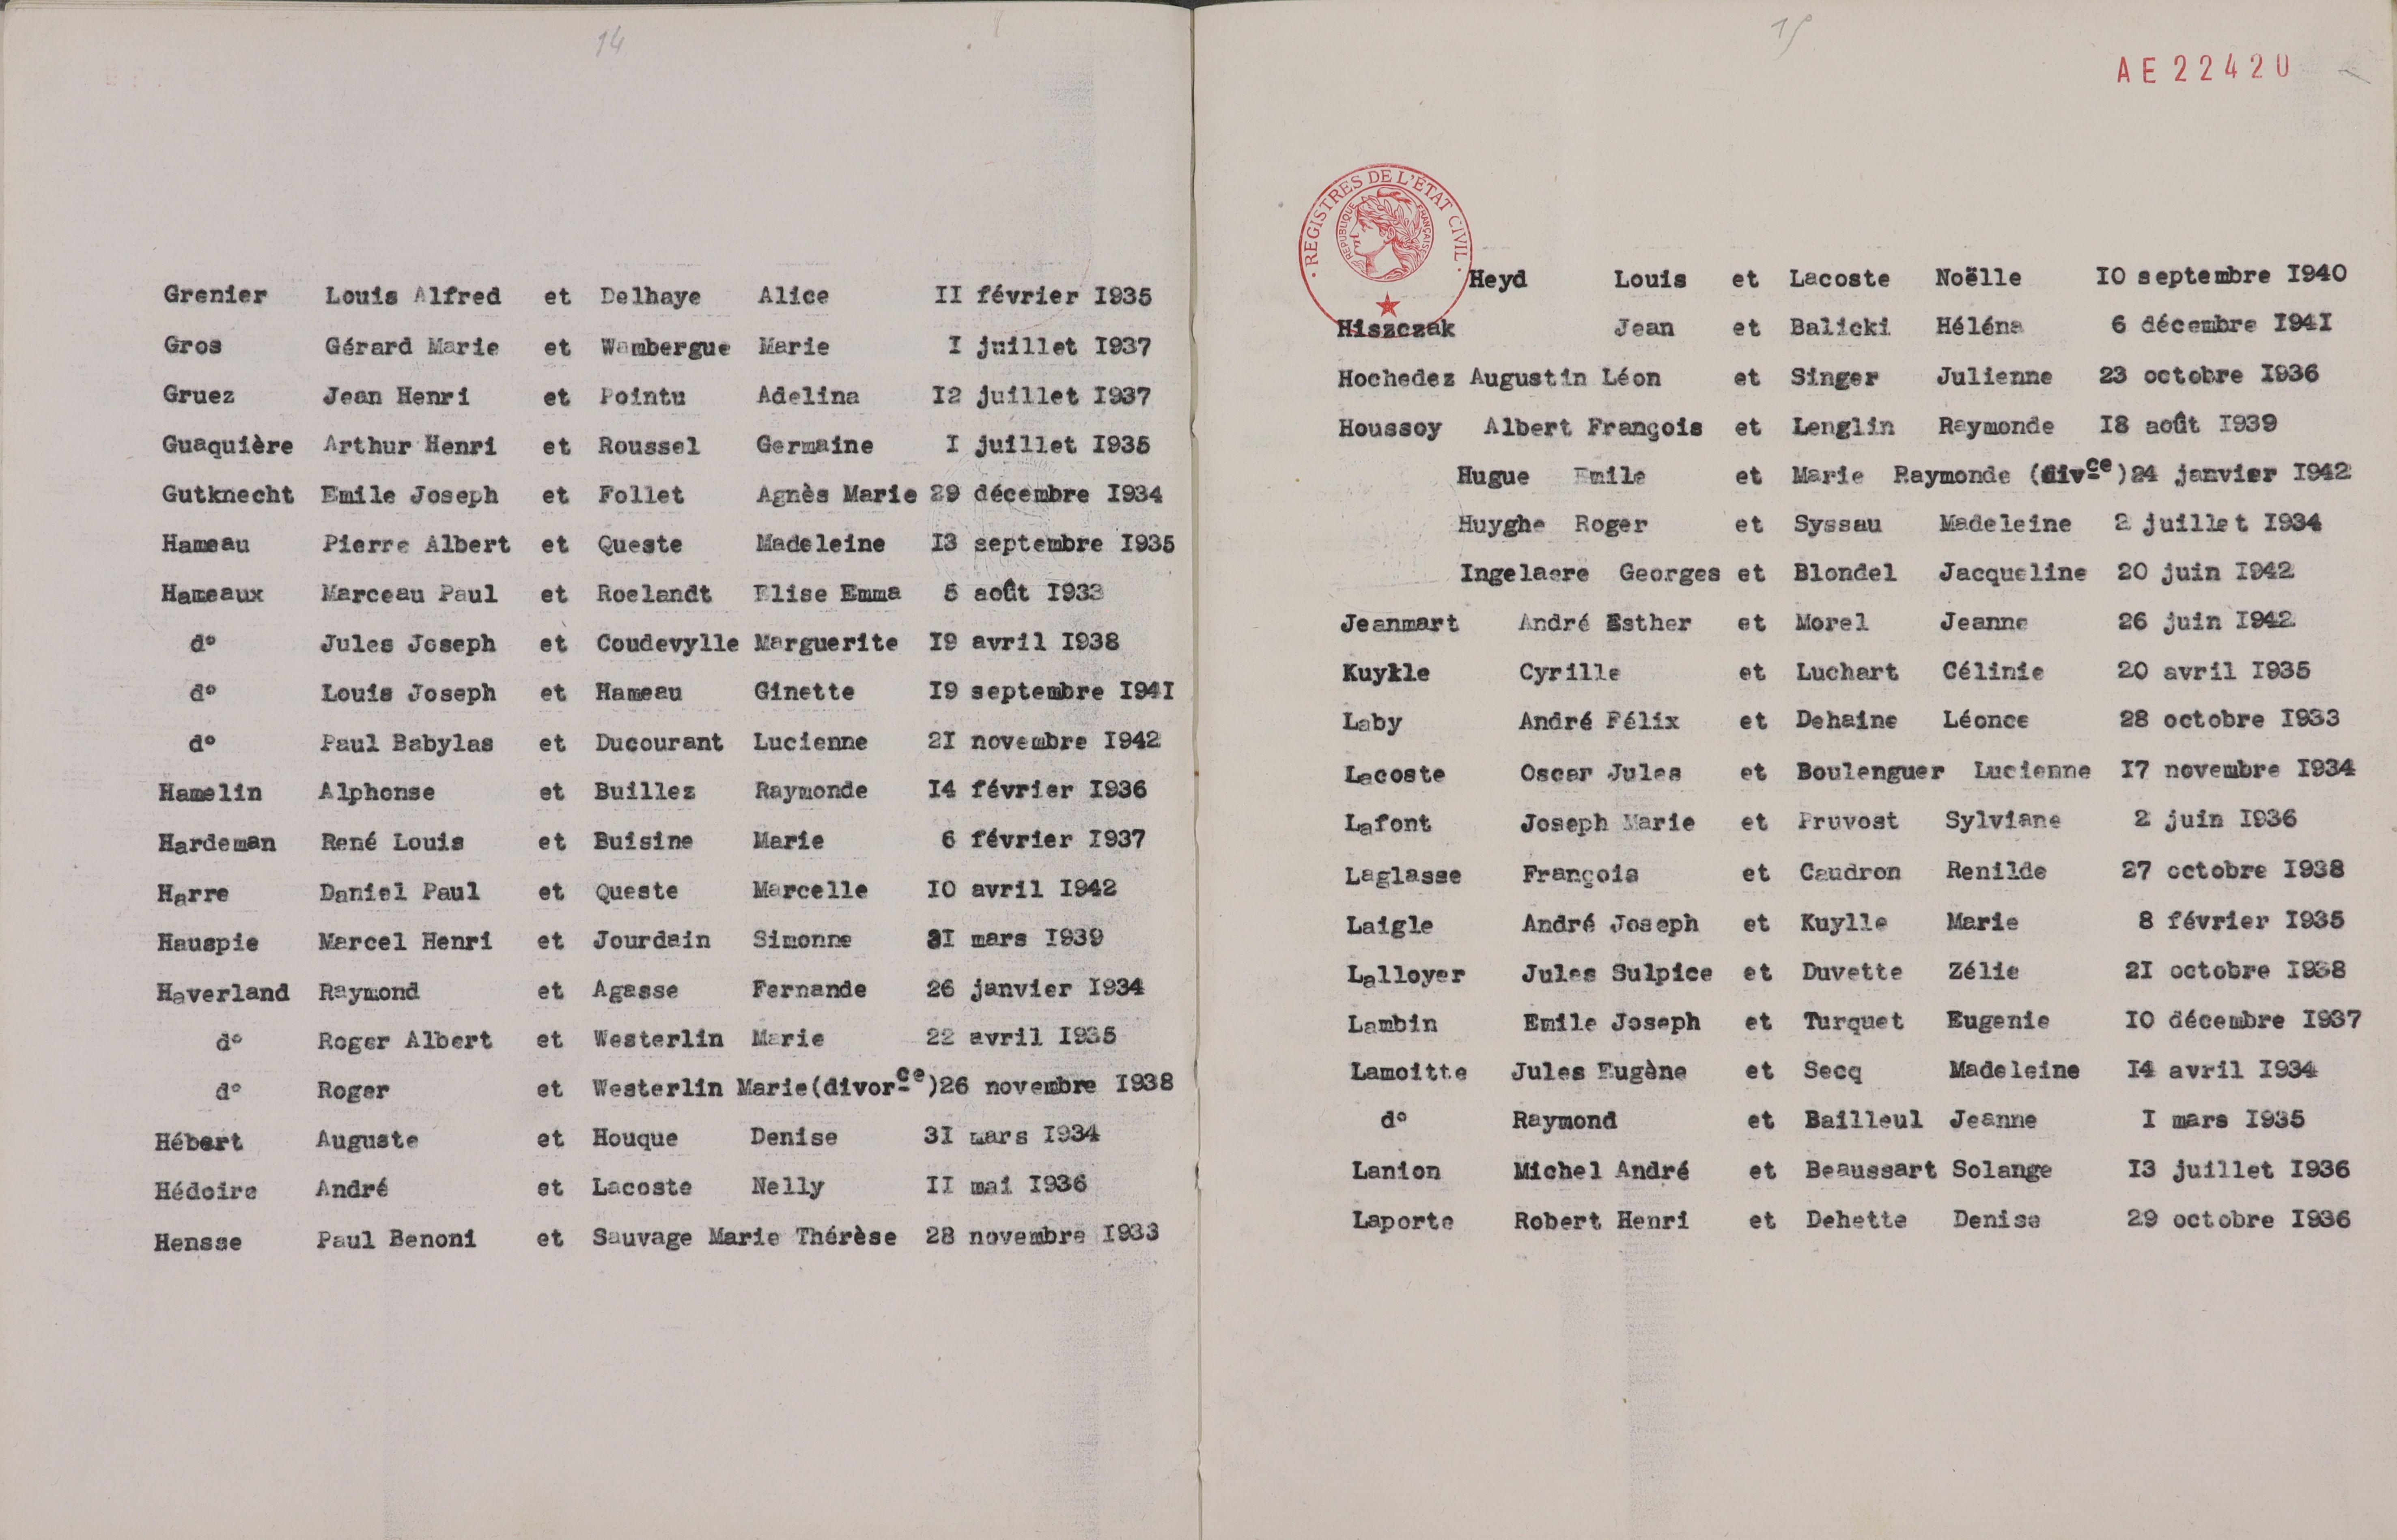 14
Grenier Louis Alfred et Delhaye Alice II février I935
Gros Gérard Marie et Wambergue Marie I juillet I937
Gruez Jean Henri et Pointu Adelina I2 juillet I937
Guaquière Arthur Henri et Roussel Germaine I juillet I935
Gutknecht Emile Joseph et Follet Agnès Marie 29 décembre I934
Hameau Pierre Albert et Queste Madeleine I3 septembre I935
Hameaux Marceau Paul et Roelandt Elise Emma 5 août I933
d° Jules Joseph et Coudevylle Marguerite I9 avril I938
d° Louis Joseph et Hameau Ginette I9 septembre I94I
d° Paul Babylas et Ducourant Lucienne 2I novembre I942
Hamelin Alphonse et Buillez Raymonde I4 février I936
Hardeman René Louis et Buisine Marie 6 février I937
Harre Daniel Paul et Queste Marcelle I0 avril I942
Hauspie Marcel Henri et Jourdain Simonne 3I mars I939
Haverland Raymond et Agasse Fernande 26 janvier I934
d° Roger Albert et Westerlin Marie 22 avril I935
d° Roger et Westerlin Marie(divorce)26 novembre I938
Hébert Auguste et Houque Denise 3I mars I934
Hédoire André et Lacoste Nelly II mai I936
Hensse Paul Benoni et Sauvage Marie Thérèse 28 novembre I933
15
AE22420
REGISTRES DE L'ÉTAT CIVIL
RÉPUBLIQUE FRANÇAISE
Heyd Louis et Lacoste Noëlle I0 septembre I940
Hiszczak Jean et Balicki Héléna 6 décembre I94I
Hochedez Augustin Léon et Singer Julienne 23 octobre I936
Houssoy Albert François et Lenglin Raymonde I8 août I939
Hugue Emile et Marie Raymonde (divce)24 janvier I942
Huyghe Roger et Syssau Madeleine 2 juillet I934
Ingelaere Georges et Blondel Jacqueline 20 juin I942
Jeanmart André Esther et Morel Jeanne 26 juin I942
Kuykle Cyrille et Luchart Célinie 20 avril I935
Laby André Félix et Dehaine Léonce 28 octobre I933
Lacoste Oscar Jules et Boulenguer Lucienne I7 novembre I934
Lafont Joseph Marie et Pruvost Sylviane 2 juin I936
Laglasse François et Caudron Renilde 27 octobre I938
Laigle André Joseph et Kuylle Marie 8 février I935
Lalloyer Jules Sulpice et Duvette Zélie 2I octobre I938
Lambin Emile Joseph et Turquet Eugenie I0 décembre I937
Lamoitte Jules Eugène et Secq Madeleine I4 avril I934
d° Raymond et Bailleul Jeanne I mars I935
Lanion Michel André et Beaussart Solange I3 juillet I936
Laporte Robert Henri et Dehette Denise 29 octobre I936